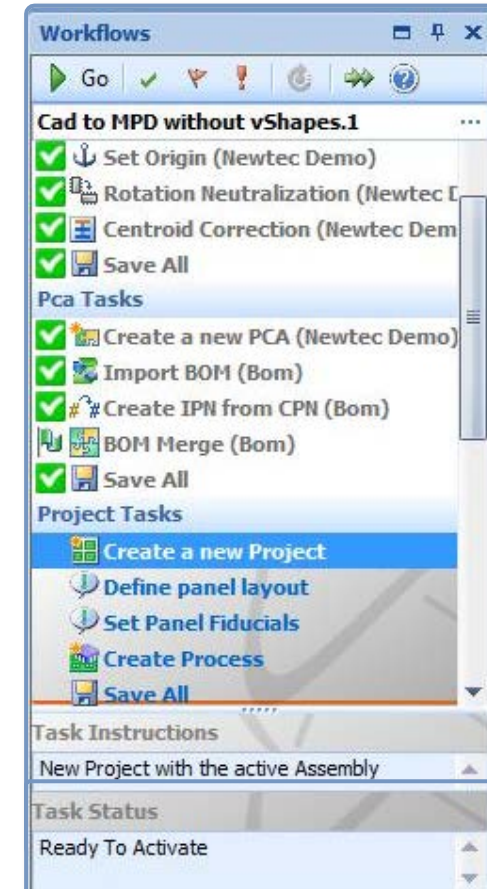 Workflows
Go
Cad to MPD without vShapes.1 ...
Set Origin (Newtec Demo)
Rotation Neutralization (Newtec D
Centroid Correction (Newtec Dem
Save All
Pca Tasks
Create a new PCA (Newtec Demo)
Import BOM (Bom)
Create IPN from CPN (Bom)
BOM Merge (Bom)
Save All
Project Tasks
Create a new Project
Define panel layout
Set Panel Fiducials
Create Process
Save All
Task Instructions
New Project with the active Assembly
Task Status
Ready To Activate